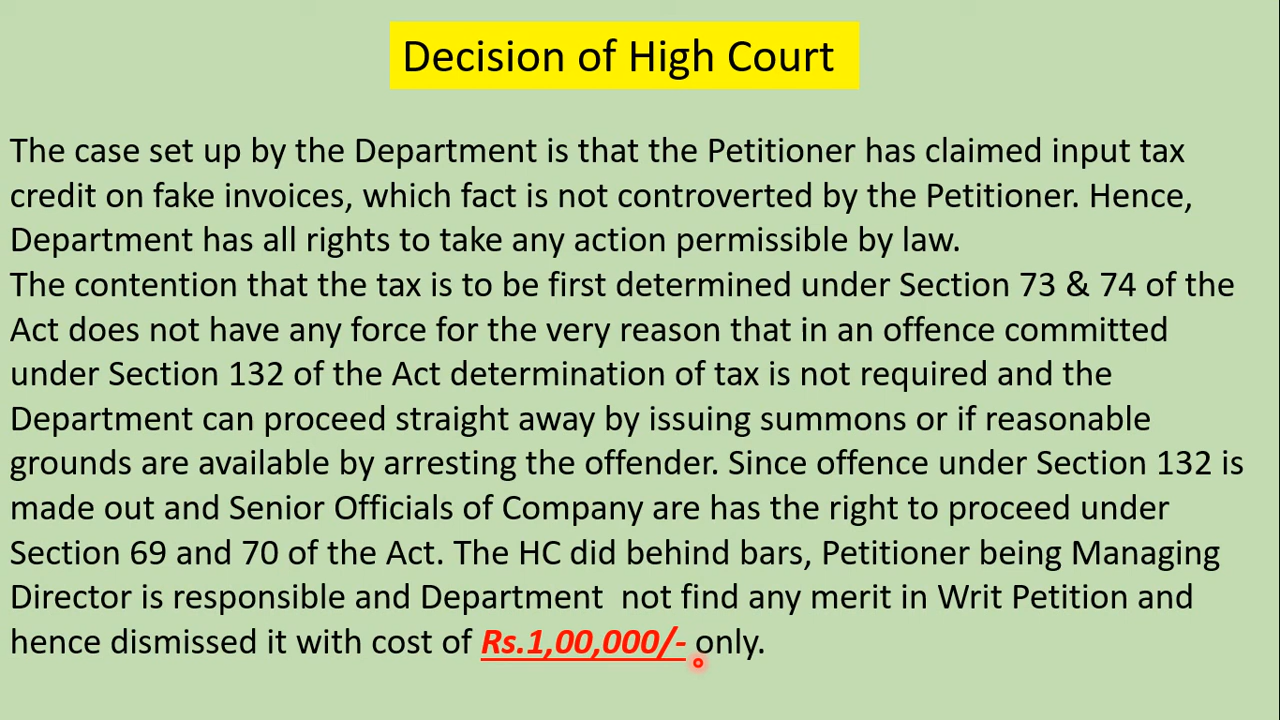 Decision of High Court
The case set up by the Department is that the Petitioner has claimed input tax
credit on fake invoices, which fact is not controverted by the Petitioner. Hence,
Department has all rights to take any action permissible by law.
The contention that the tax is to be first determined under Section 73 & 74 of the
Act does not have any force for the very reason that in an offence committed
under Section 132 of the Act determination of tax is not required and the
Department can proceed straight away by issuing summons or if reasonable
grounds are available by arresting the offender. Since offence under Section 132 is
made out and Senior Officials of Company are has the right to proceed under
Section 69 and 70 of the Act. The HC did behind bars, Petitioner being Managing
Director is responsible and Department not find any merit in Writ Petition and
hence dismissed it with cost of Rs.1,00,000/- only.